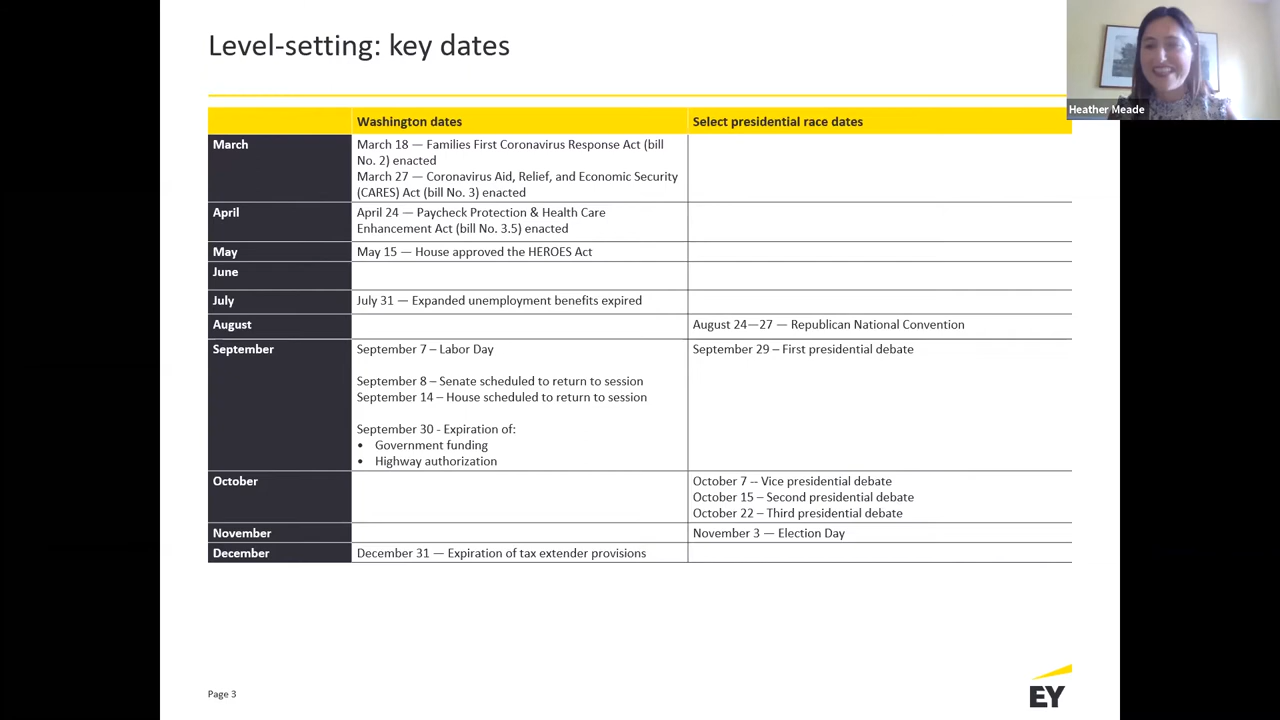 Level-setting: key dates
Heather Meade
Washington dates
Select presidential race dates
March
March 18 — Families First Coronavirus Response Act (bill
No. 2) enacted
March 27 — Coronavirus Aid, Relief, and Economic Security
(CARES) Act (bill No. 3) enacted
April
April 24 — Paycheck Protection & Health Care
Enhancement Act (bill No. 3.5) enacted
May
May 15 — House approved the HEROES Act
June
July
July 31 — Expanded unemployment benefits expired
August
August 24—27 — Republican National Convention
September
September 7 – Labor Day
September 8 – Senate scheduled to return to session
September 14 – House scheduled to return to session
September 30 - Expiration of:
• Government funding
• Highway authorization
September 29 – First presidential debate
October
October 7 -- Vice presidential debate
October 15 – Second presidential debate
October 22 – Third presidential debate
November
November 3 — Election Day
December
December 31 — Expiration of tax extender provisions
Page 3
EY